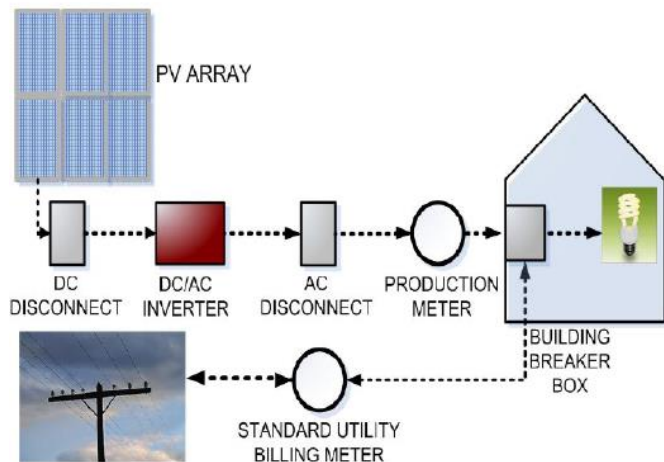 PV ARRAY
DC
DISCONNECT
DC/AC
INVERTER
AC
DISCONNECT
PRODUCTION
METER
BUILDING
BREAKER
BOX
STANDARD UTILITY
BILLING METER